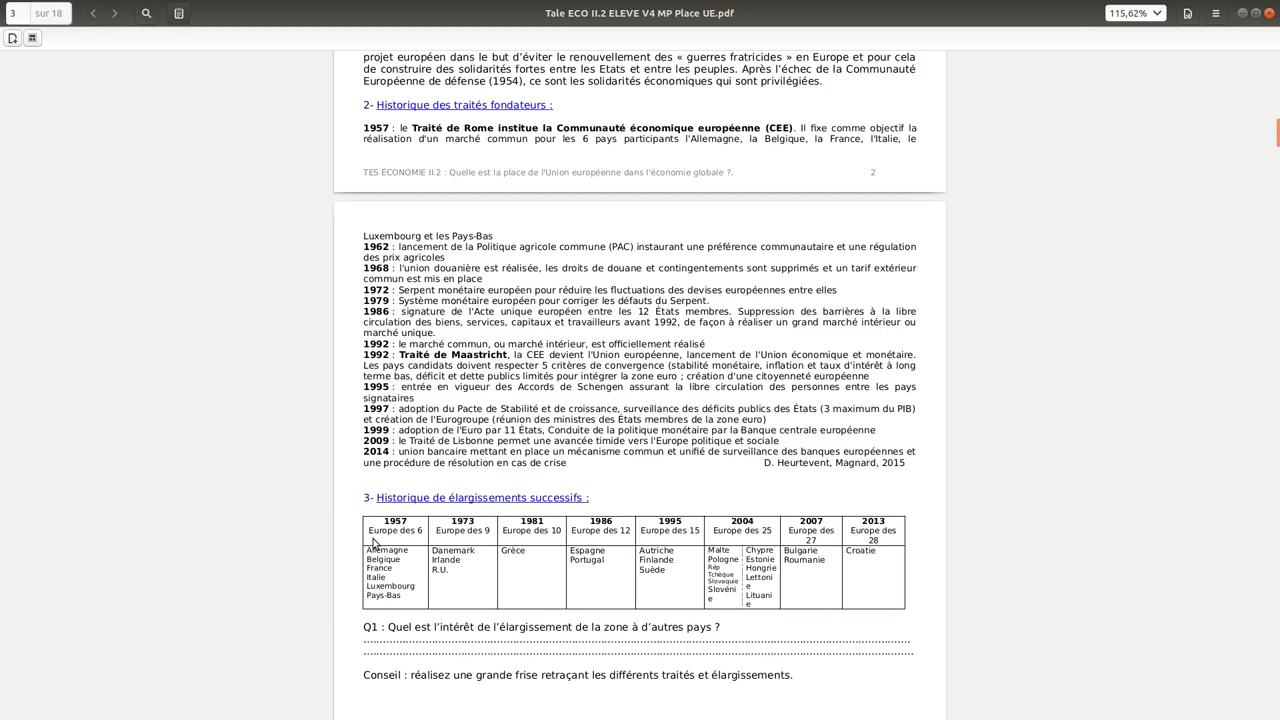 3 sur 18
Tale ECO II.2 ELEVE V4 MP Place UE.pdf
115,62%
projet européen dans le but d’éviter le renouvellement des « guerres fratricides » en Europe et pour cela
de construire des solidarités fortes entre les Etats et entre les peuples. Après l’échec de la Communauté
Européenne de défense (1954), ce sont les solidarités économiques qui sont privilégiées.
2- Historique des traités fondateurs :
1957 : le Traité de Rome institue la Communauté économique européenne (CEE). Il fixe comme objectif la
réalisation d'un marché commun pour les 6 pays participants l'Allemagne, la Belgique, la France, l'Italie, le
TES ÉCONOMIE II.2 : Quelle est la place de l'Union européenne dans l'économie globale ?. 2
Luxembourg et les Pays-Bas
1962 : lancement de la Politique agricole commune (PAC) instaurant une préférence communautaire et une régulation
des prix agricoles
1968 : l'union douanière est réalisée, les droits de douane et contingentements sont supprimés et un tarif extérieur
commun est mis en place
1972 : Serpent monétaire européen pour réduire les fluctuations des devises européennes entre elles
1979 : Système monétaire européen pour corriger les défauts du Serpent.
1986 : signature de l'Acte unique européen entre les 12 États membres. Suppression des barrières à la libre
circulation des biens, services, capitaux et travailleurs avant 1992, de façon à réaliser un grand marché intérieur ou
marché unique.
1992 : le marché commun, ou marché intérieur, est officiellement réalisé
1992 : Traité de Maastricht, la CEE devient l'Union européenne, lancement de l'Union économique et monétaire.
Les pays candidats doivent respecter 5 critères de convergence (stabilité monétaire, inflation et taux d'intérêt à long
terme bas, déficit et dette publics limités pour intégrer la zone euro ; création d'une citoyenneté européenne
1995 : entrée en vigueur des Accords de Schengen assurant la libre circulation des personnes entre les pays
signataires
1997 : adoption du Pacte de Stabilité et de croissance, surveillance des déficits publics des États (3 maximum du PIB)
et création de l'Eurogroupe (réunion des ministres des États membres de la zone euro)
1999 : adoption de l'Euro par 11 États, Conduite de la politique monétaire par la Banque centrale européenne
2009 : le Traité de Lisbonne permet une avancée timide vers l'Europe politique et sociale
2014 : union bancaire mettant en place un mécanisme commun et unifié de surveillance des banques européennes et
une procédure de résolution en cas de crise D. Heurtevent, Magnard, 2015
3- Historique de élargissements successifs :
1957 1973 1981 1986 1995 2004 2007 2013
Europe des 6 Europe des 9 Europe des 10 Europe des 12 Europe des 15 Europe des 25 Europe des Europe des
27 28
Allemagne Danemark Grèce Espagne Autriche Malte Chypre Bulgarie Croatie
Belgique Irlande Portugal Finlande Pologne Estonie Roumanie
France R.U. Suède Rép Hongrie
Italie Tchèque Lettoni
Luxembourg Slovaquie e
Pays-Bas Slovéni Lituani
e e
Q1 : Quel est l’intérêt de l’élargissement de la zone à d’autres pays ?
Conseil : réalisez une grande frise retraçant les différents traités et élargissements.